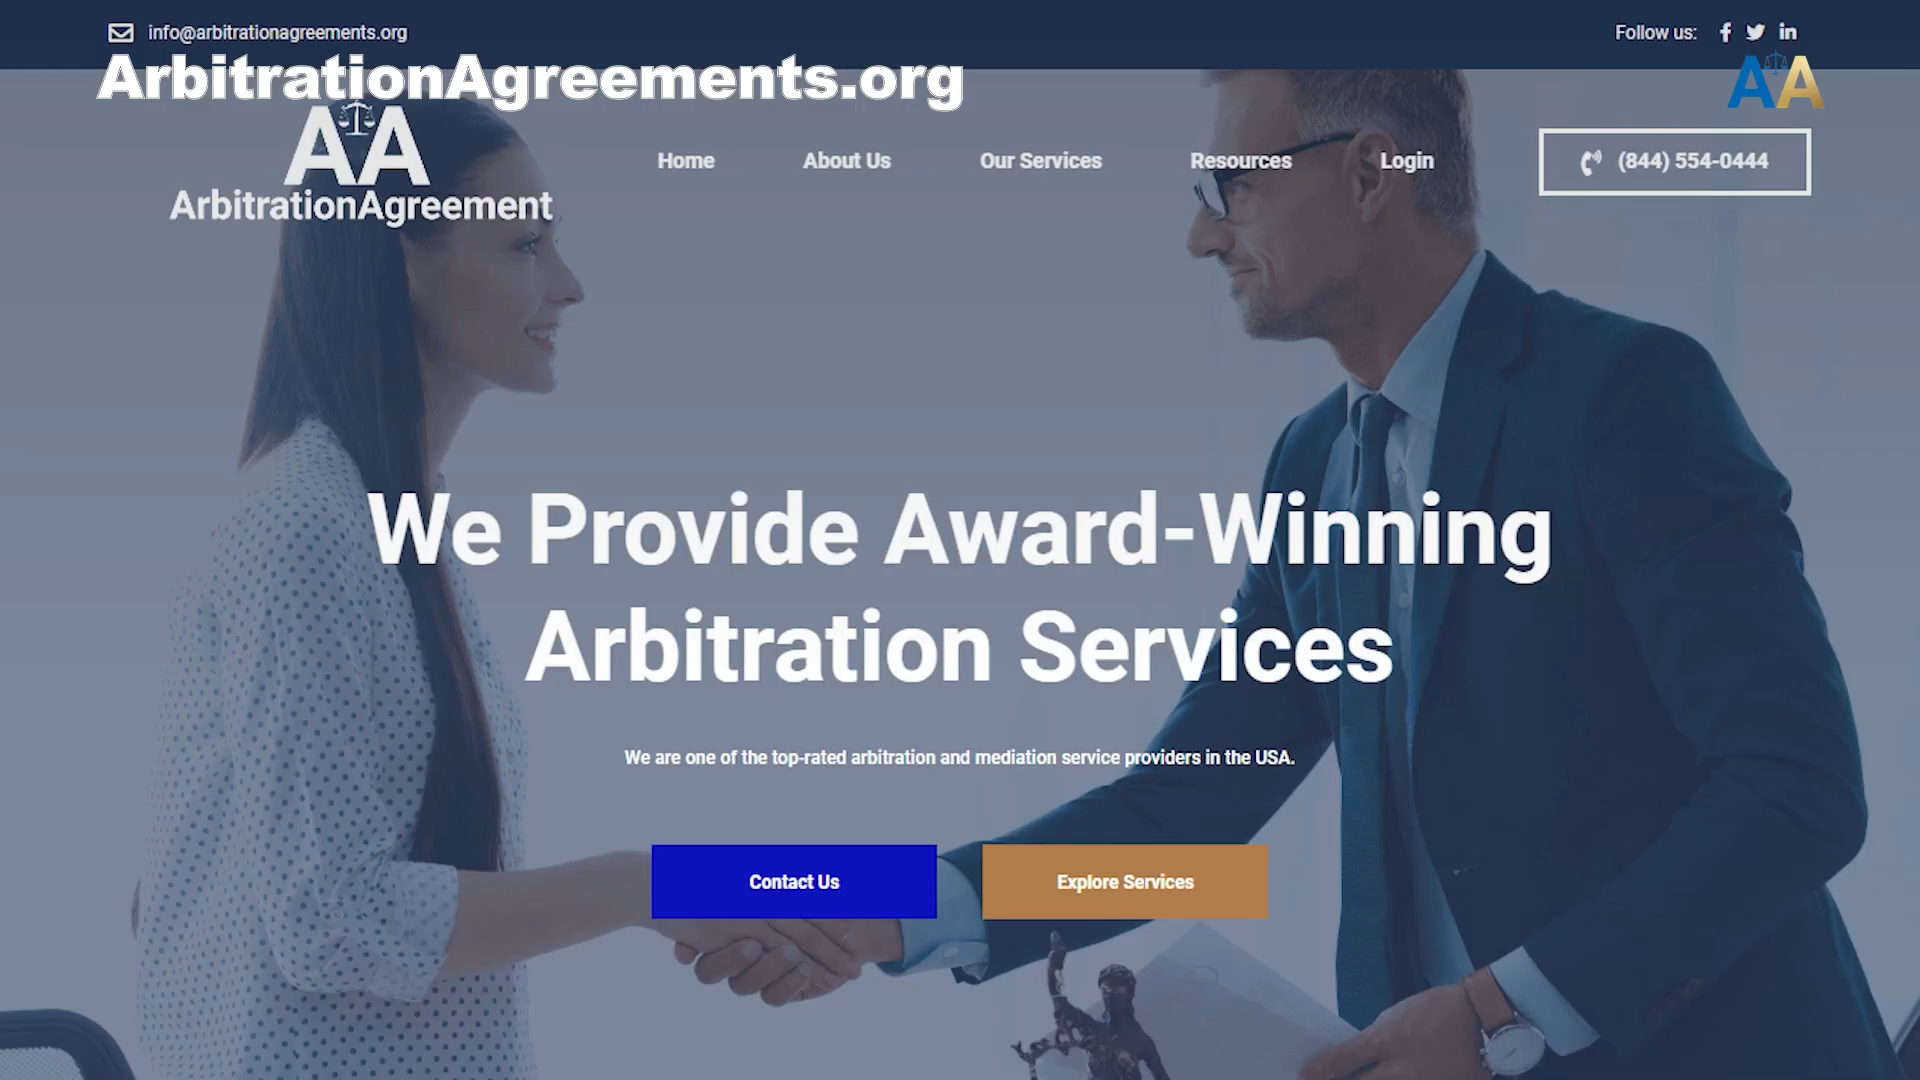 info@arbitrationagreements.org
Follow us:
ArbitrationAgreements.org
AA
AA
ArbitrationAgreement
Home
About Us
Our Services
Resources
Login
(844) 554-0444
We Provide Award-Winning
Arbitration Services
We are one of the top-rated arbitration and mediation service providers in the USA.
Contact Us
Explore Services